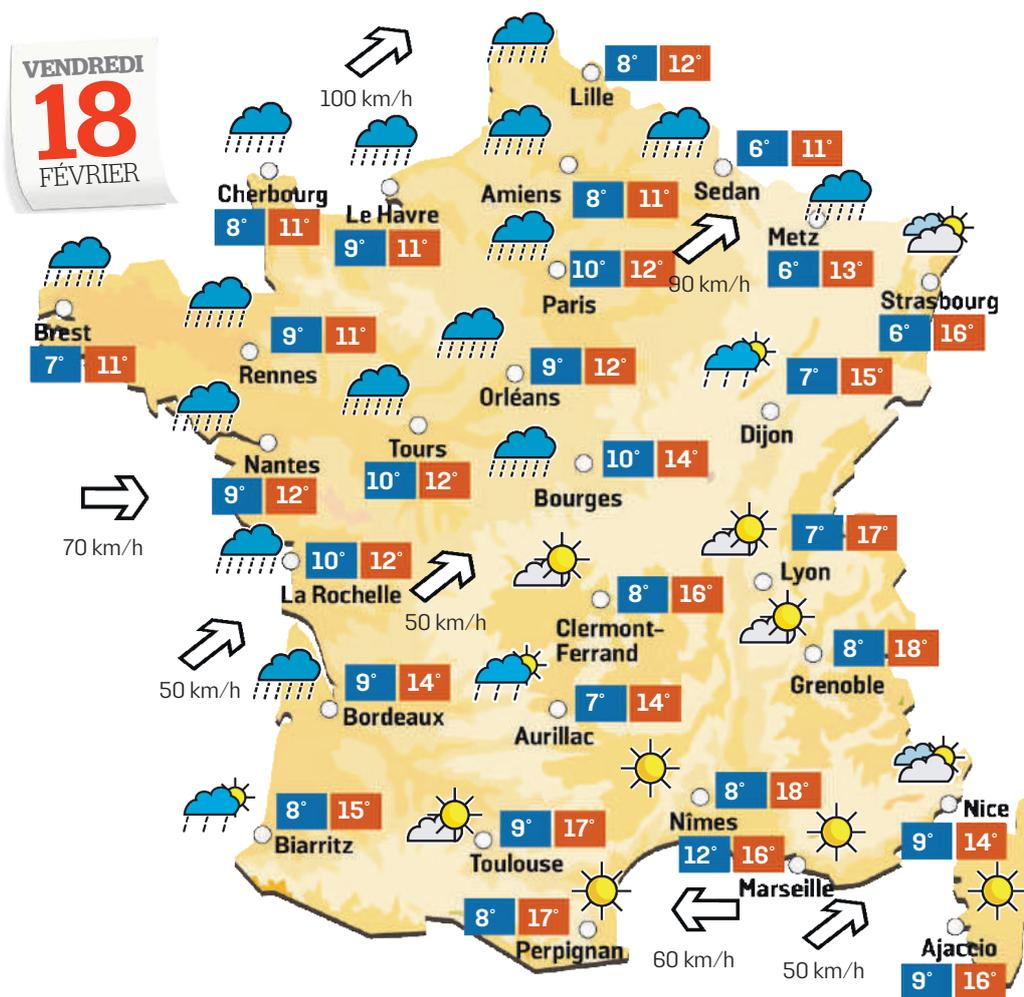 VENDREDI
18
FÉVRIER
100 km/h
8° 12°
Lille
Cherbourg
8° 11°
Le Havre
9° 11°
Amiens
8° 11°
6° 11°
Sedan
Metz
6° 13°
10° 12°
Paris
90 km/h
Strasbourg
6° 16°
Brest
7° 11°
9° 11°
Rennes
9° 12°
Orléans
7° 15°
Dijon
Nantes
9° 12°
Tours
10° 12°
10° 14°
Bourges
70 km/h
10° 12°
La Rochelle
50 km/h
7° 17°
Lyon
8° 16°
Clermont-
Ferrand
8° 18°
Grenoble
50 km/h
9° 14°
Bordeaux
7° 14°
Aurillac
8° 15°
Biarritz
9° 17°
Toulouse
8° 18°
Nîmes
12° 16°
Marseille
Nice
9° 14°
8° 17°
Perpignan
60 km/h
50 km/h
Ajaccio
9° 16°